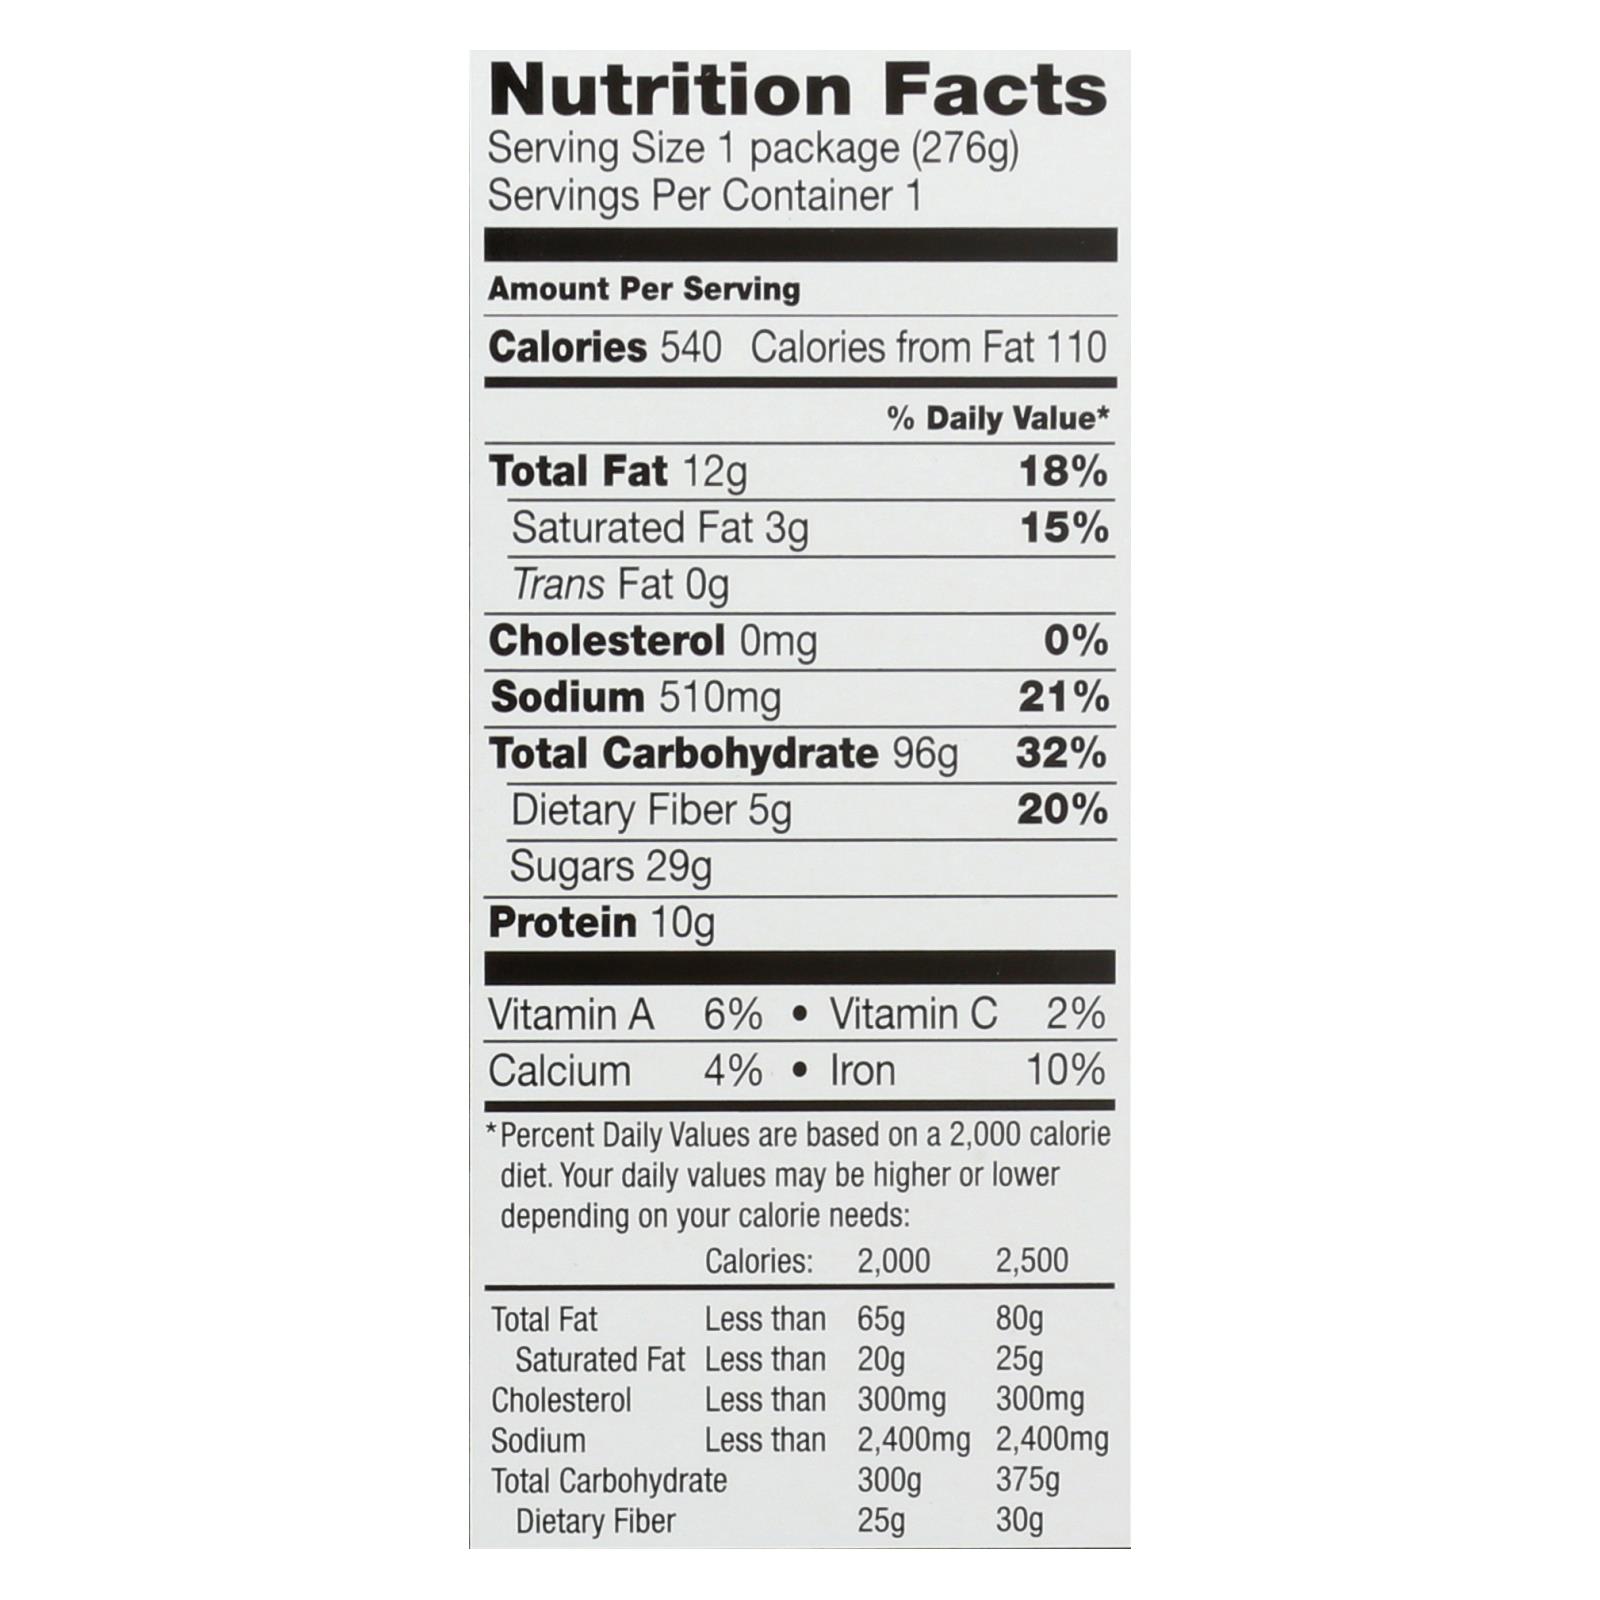 Nutrition Facts
Serving Size 1 package (276g)
Servings Per Container 1
Amount Per Serving
Calories 540 Calories from Fat 110
% Daily Value*
Total Fat 12g 18%
Saturated Fat 3g 15%
Trans Fat 0g
Cholesterol 0mg 0%
Sodium 510mg 21%
Total Carbohydrate 96g 32%
Dietary Fiber 5g 20%
Sugars 29g
Protein 10g
Vitamin A 6% • Vitamin C 2%
Calcium 4% • Iron 10%
*Percent Daily Values are based on a 2,000 calorie
diet. Your daily values may be higher or lower
depending on your calorie needs:
Calories: 2,000 2,500
Total Fat Less than 65g 80g
Saturated Fat Less than 20g 25g
Cholesterol Less than 300mg 300mg
Sodium Less than 2,400mg 2,400mg
Total Carbohydrate 300g 375g
Dietary Fiber 25g 30g